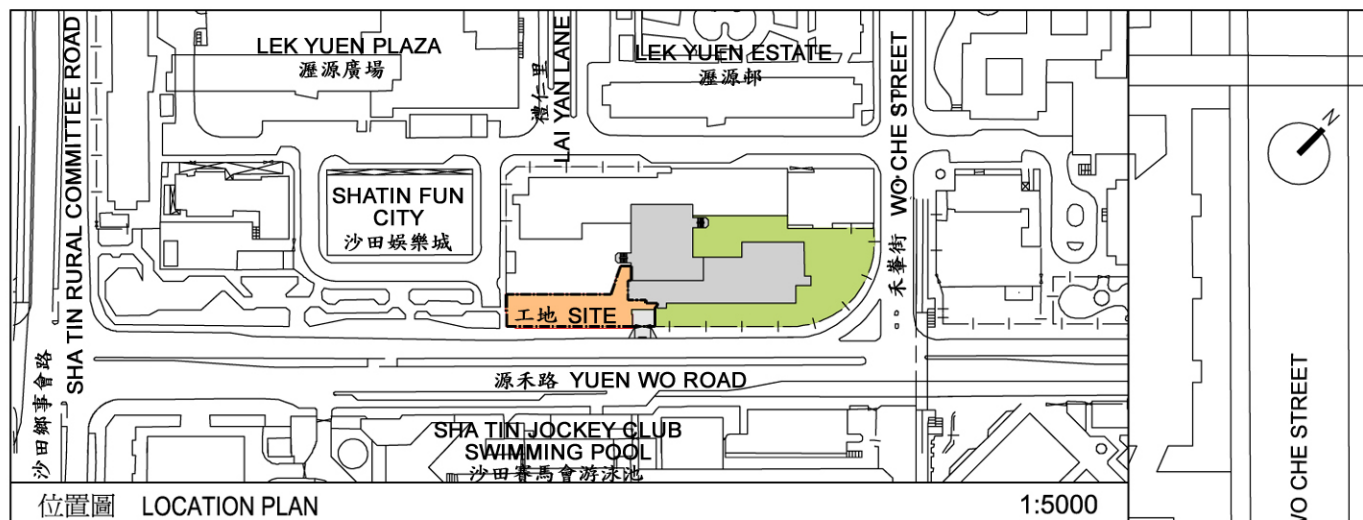 SHA TIN RURAL COMMITTEE ROAD
沙田鄉事會路
LEK YUEN PLAZA
瀝源廣場
禮仁里
LAI YAN LANE
LEK YUEN ESTATE
瀝源邨
WO CHE STREET
禾輋街
SHATIN FUN
CITY
沙田娛樂城
工地 SITE
源禾路 YUEN WO ROAD
SHA TIN JOCKEY CLUB
SWIMMING POOL
沙田賽馬會游泳池
N
WO CHE STREET
位置圖 LOCATION PLAN
1:5000